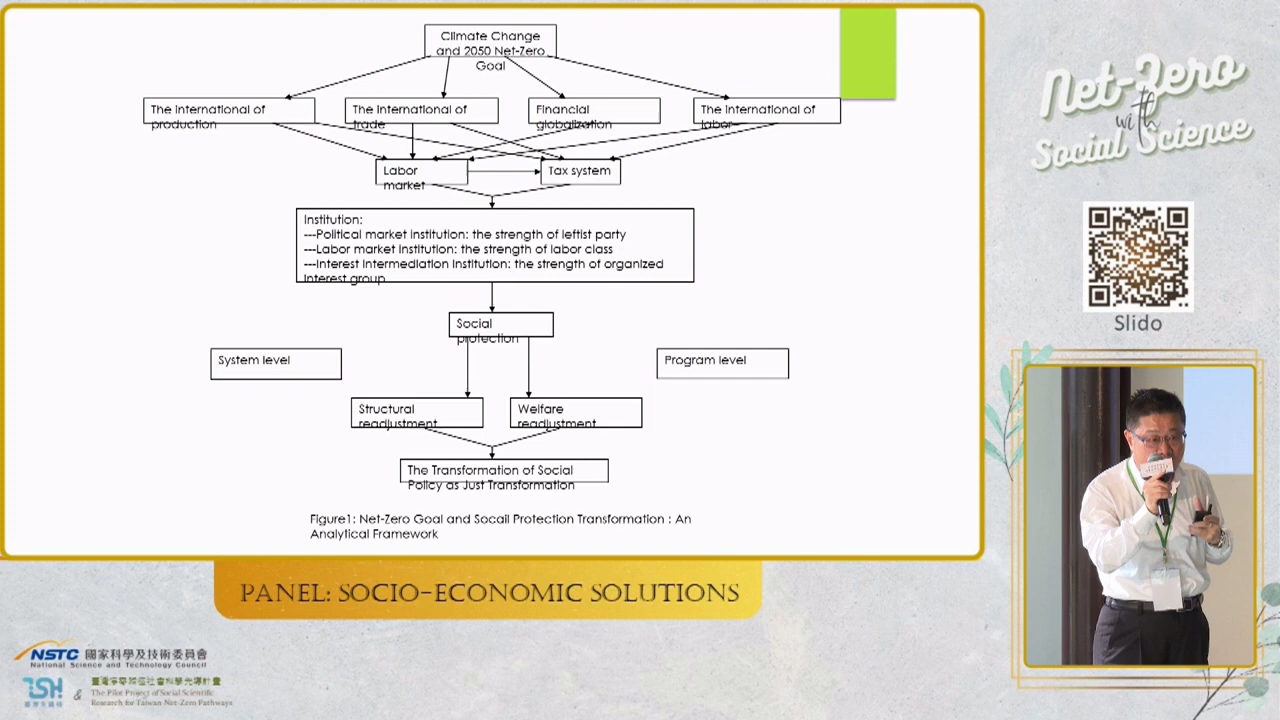 Climate Change
and 2050 Net-Zero
Goal
The International of
production
The International of
trade
Financial
globalization
The International of
labor
Labor
market
Tax system
Institution:
---Political market institution: the strength of leftist party
---Labor market institution: the strength of labor class
---Interest intermediation institution: the strength of organized
interest group
Social
protection
System level
Program level
Structural
readjustment
Welfare
readjustment
The Transformation of Social
Policy as Just Transformation
Figure1: Net-Zero Goal and Socail Protection Transformation : An
Analytical Framework
PANEL: SOCIO-ECONOMIC SOLUTIONS
Net-Zero
with
Social Science
Slido
NSTC 國家科學及技術委員會
National Science and Technology Council
TSH
&
臺灣淨零路徑社會科學先導計畫
The Pilot Project of Social Scientific
Research for Taiwan Net-Zero Pathways